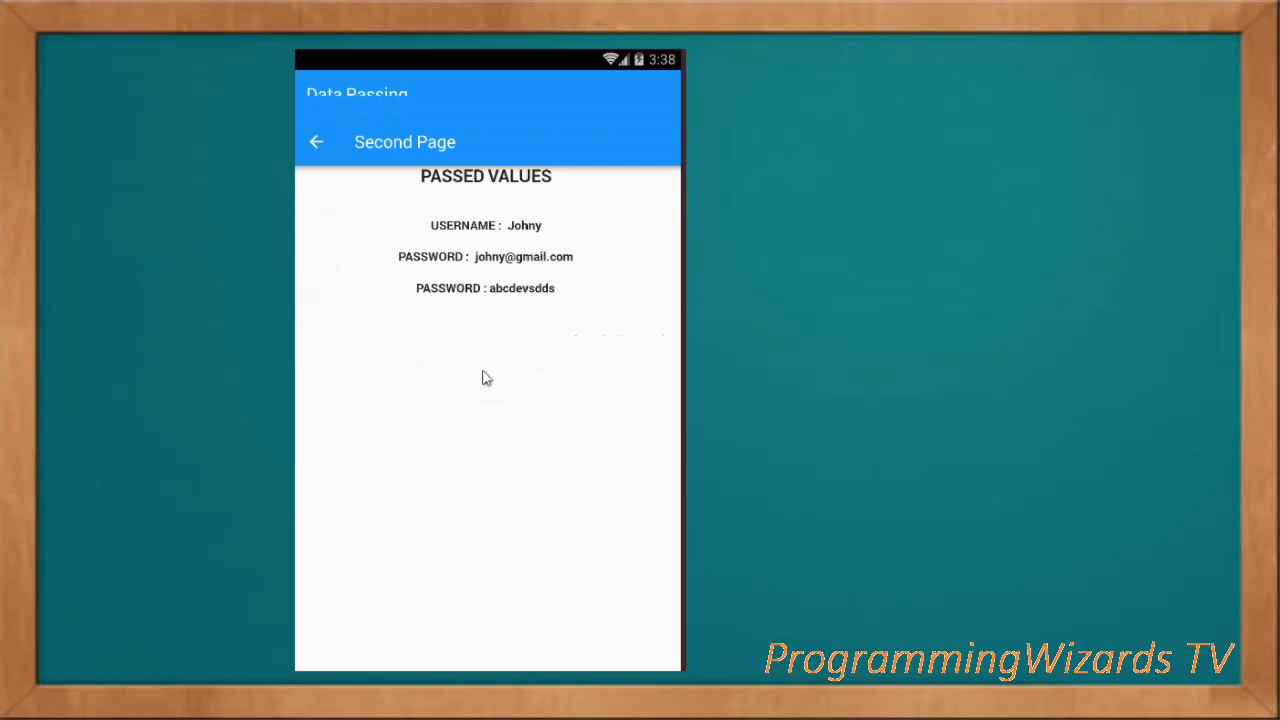 3:38
Data Passing
Second Page
PASSED VALUES
USERNAME : Johny
PASSWORD : johny@gmail.com
PASSWORD : abcdevsdds
ProgrammingWizards TV